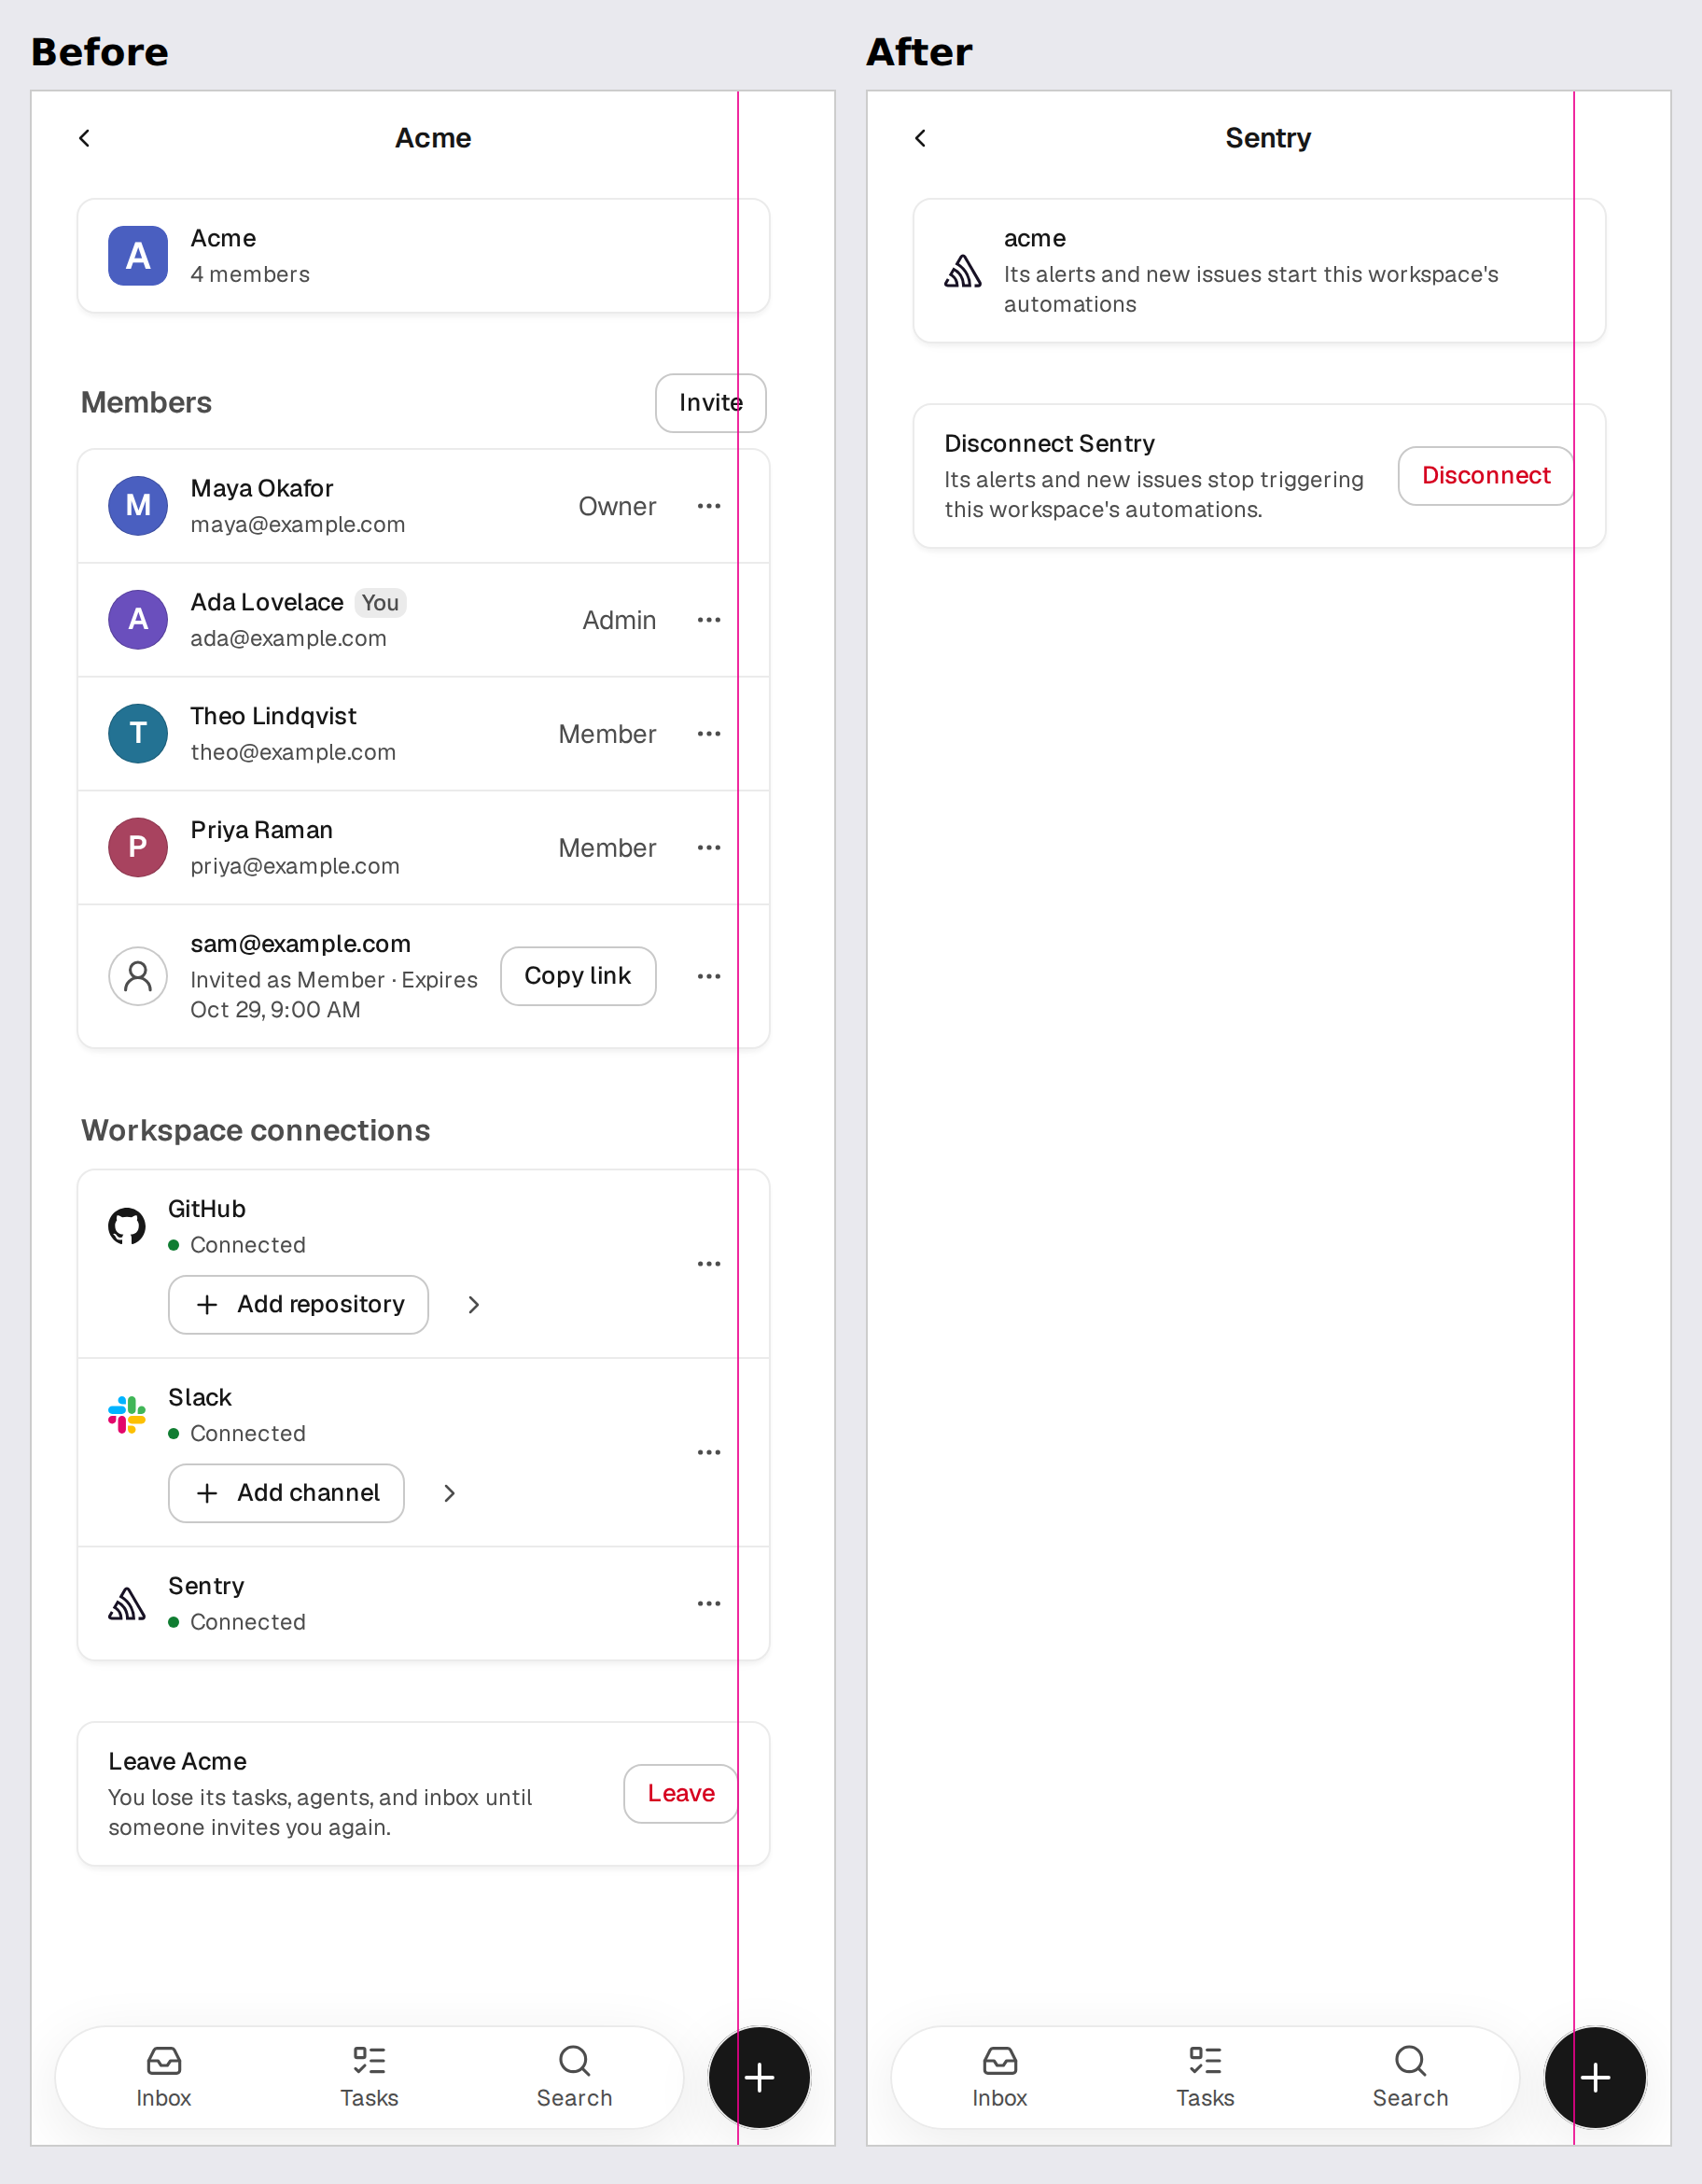 Before
Acme
A
Acme
4 members
Members
Invite
M
Maya Okafor
maya@example.com
Owner
A
Ada Lovelace You
ada@example.com
Admin
T
Theo Lindqvist
theo@example.com
Member
P
Priya Raman
priya@example.com
Member
sam@example.com
Invited as Member · Expires
Oct 29, 9:00 AM
Copy link
Workspace connections
GitHub
Connected
Add repository
Slack
Connected
Add channel
Sentry
Connected
Leave Acme
You lose its tasks, agents, and inbox until
someone invites you again.
Leave
Inbox
Tasks
Search
After
Sentry
acme
Its alerts and new issues start this workspace's
automations
Disconnect Sentry
Its alerts and new issues stop triggering
this workspace's automations.
Disconnect
Inbox
Tasks
Search